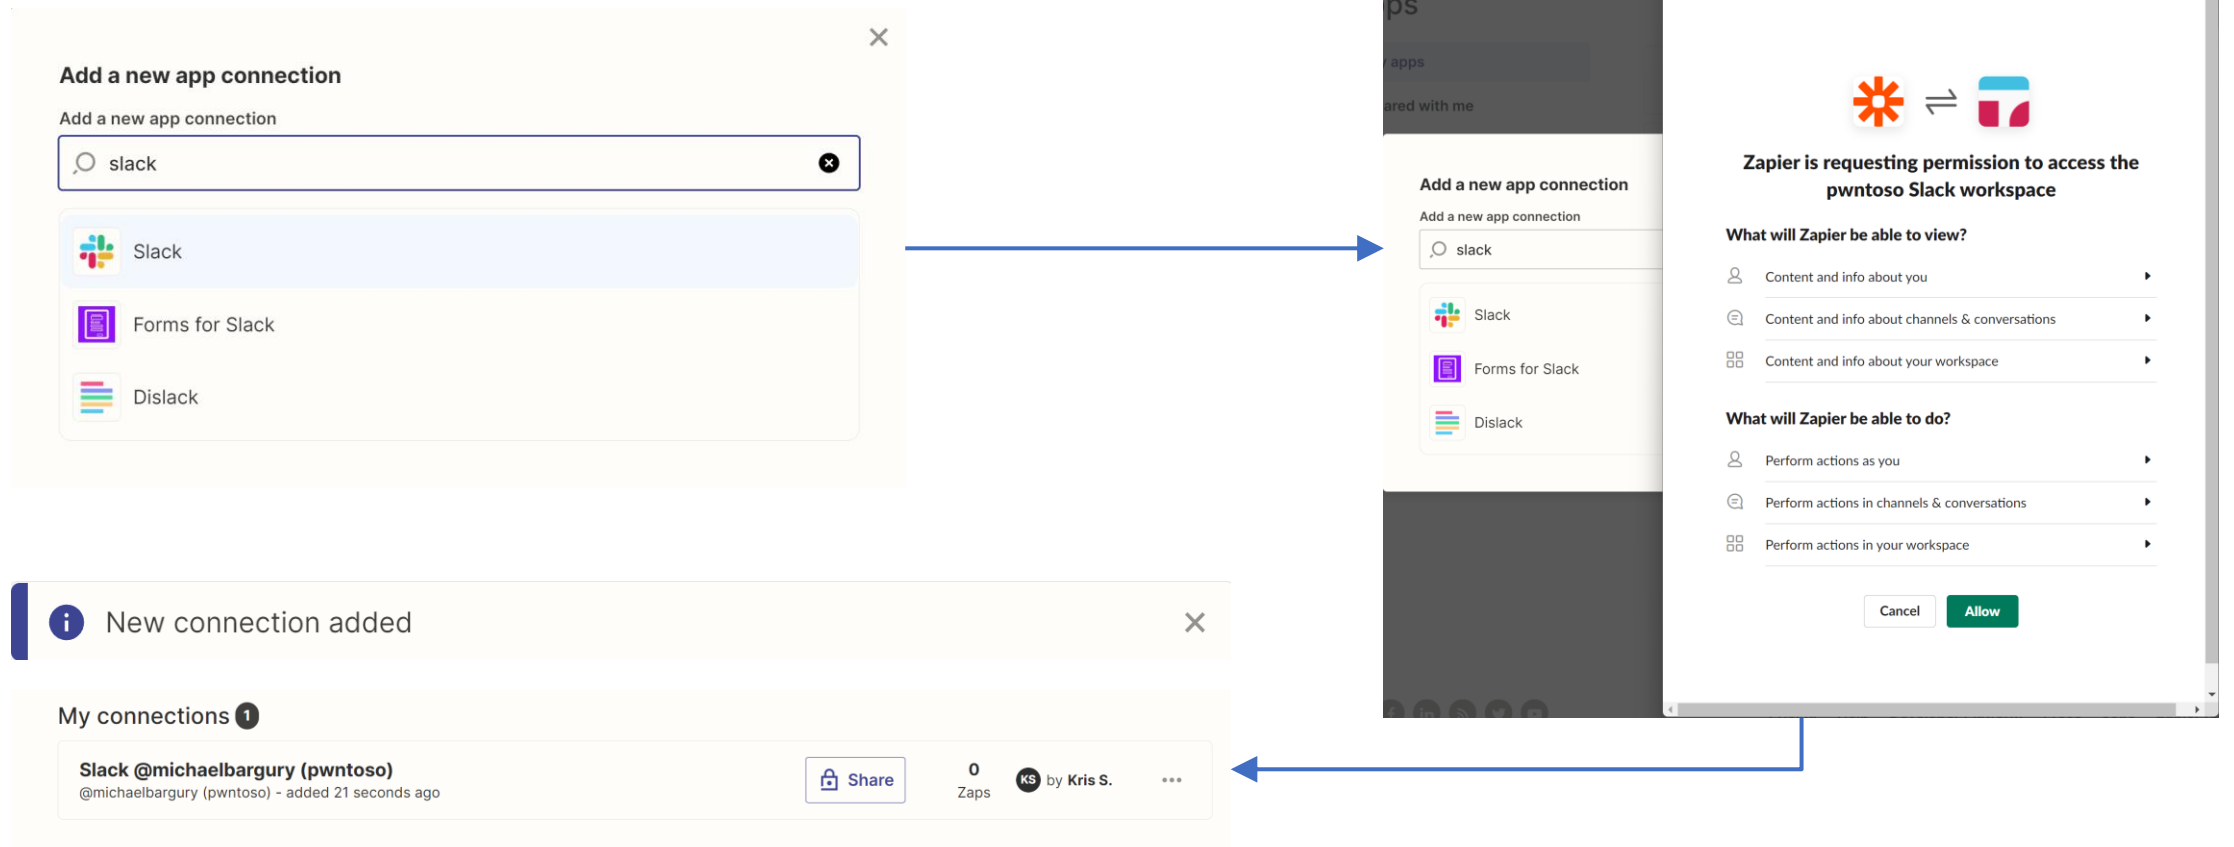 Add a new app connection
Add a new app connection
slack
Slack
Forms for Slack
Dislack
ps
apps
ared with me
Add a new app connection
Add a new app connection
slack
Slack
Forms for Slack
Dislack
Zapier is requesting permission to access the
pwntoso Slack workspace
What will Zapier be able to view?
Content and info about you
Content and info about channels & conversations
Content and info about your workspace
What will Zapier be able to do?
Perform actions as you
Perform actions in channels & conversations
Perform actions in your workspace
Cancel Allow
New connection added
My connections 1
Slack @michaelbargury (pwntoso)
@michaelbargury (pwntoso) - added 21 seconds ago
Share
0
Zaps
KS by Kris S.